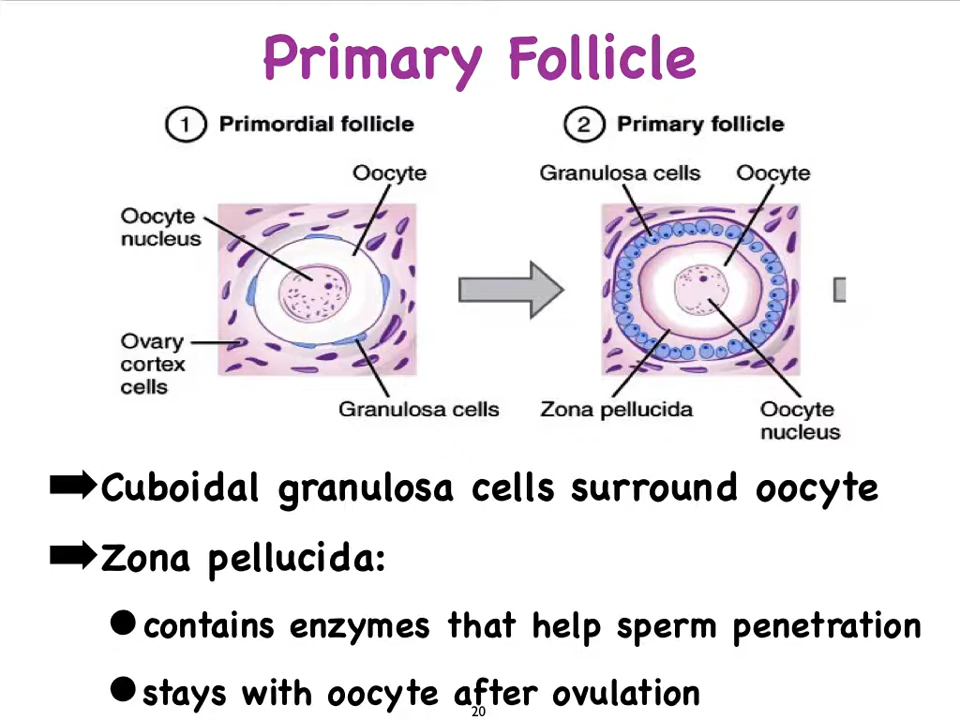 Primary Follicle
1 Primordial follicle
2 Primary follicle
Oocyte
Oocyte
nucleus
Ovary
cortex
cells
Granulosa cells
Granulosa cells
Oocyte
Zona pellucida
Oocyte
nucleus
Cuboidal granulosa cells surround oocyte
Zona pellucida:
contains enzymes that help sperm penetration
stays with oocyte after ovulation
20